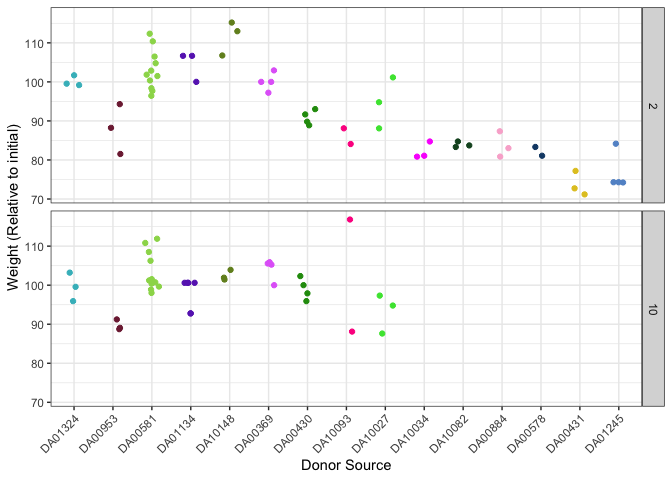 110
100
90
80
70
2
110
100
90
80
70
10
Weight (Relative to initial)
DA01324
DA00953
DA00581
DA01134
DA10148
DA00369
DA00430
DA10093
DA10027
DA10034
DA10082
DA00884
DA00578
DA00431
DA01245
Donor Source